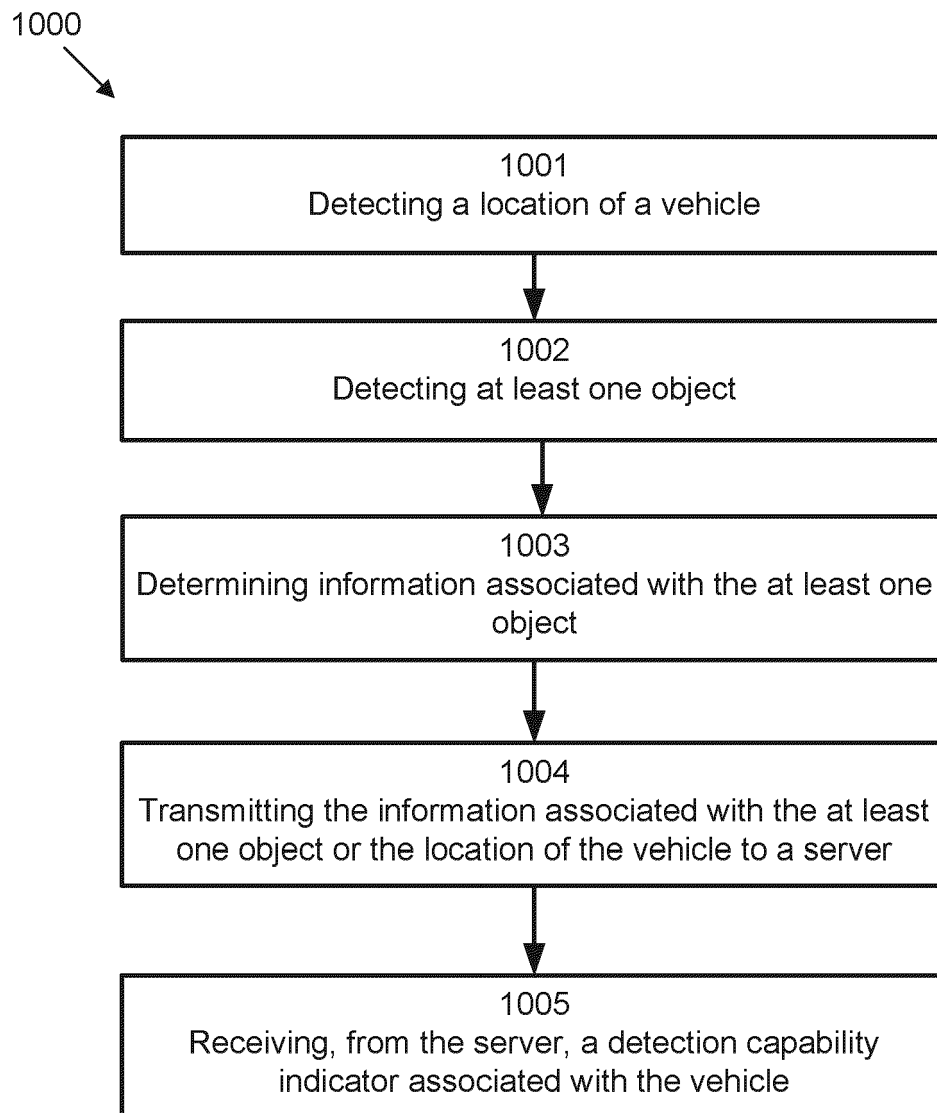 1000
1001
Detecting a location of a vehicle
1002
Detecting at least one object
1003
Determining information associated with the at least one
object
1004
Transmitting the information associated with the at least
one object or the location of the vehicle to a server
1005
Receiving, from the server, a detection capability
indicator associated with the vehicle